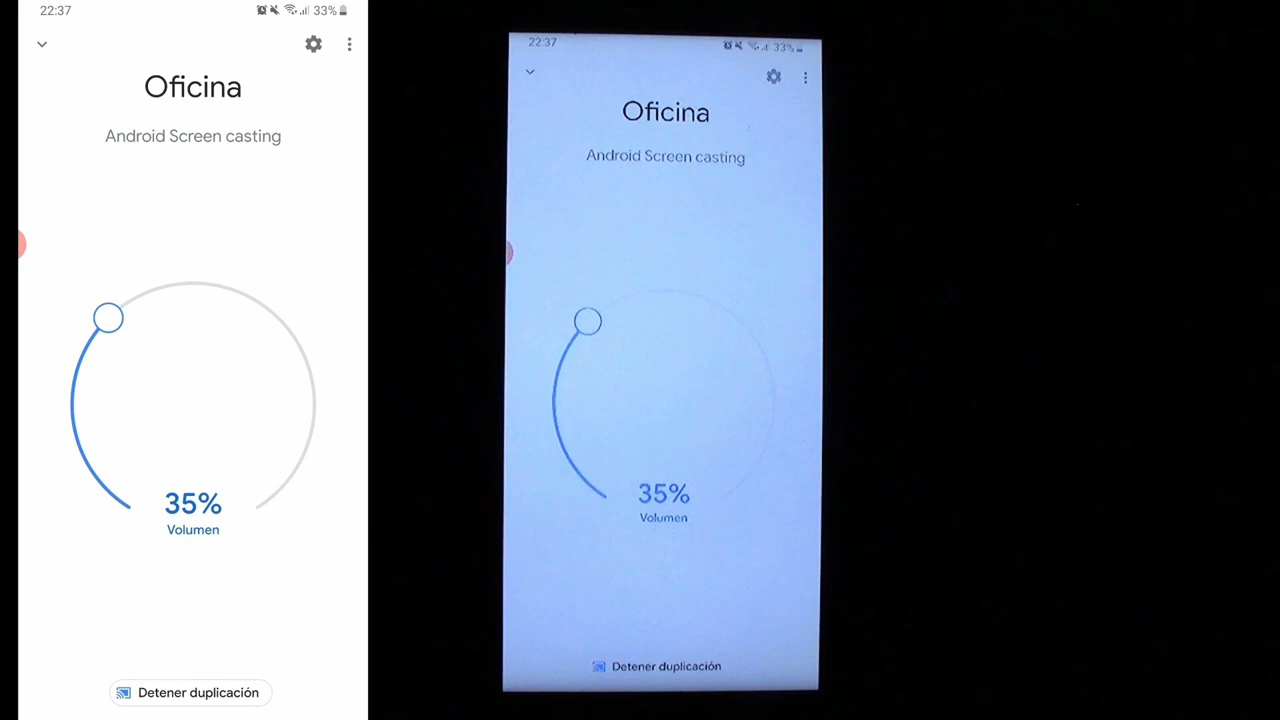 22:37
33%
Oficina
Android Screen casting
35%
Volumen
Detener duplicación
22:37
33%
Oficina
Android Screen casting
35%
Volumen
Detener duplicación